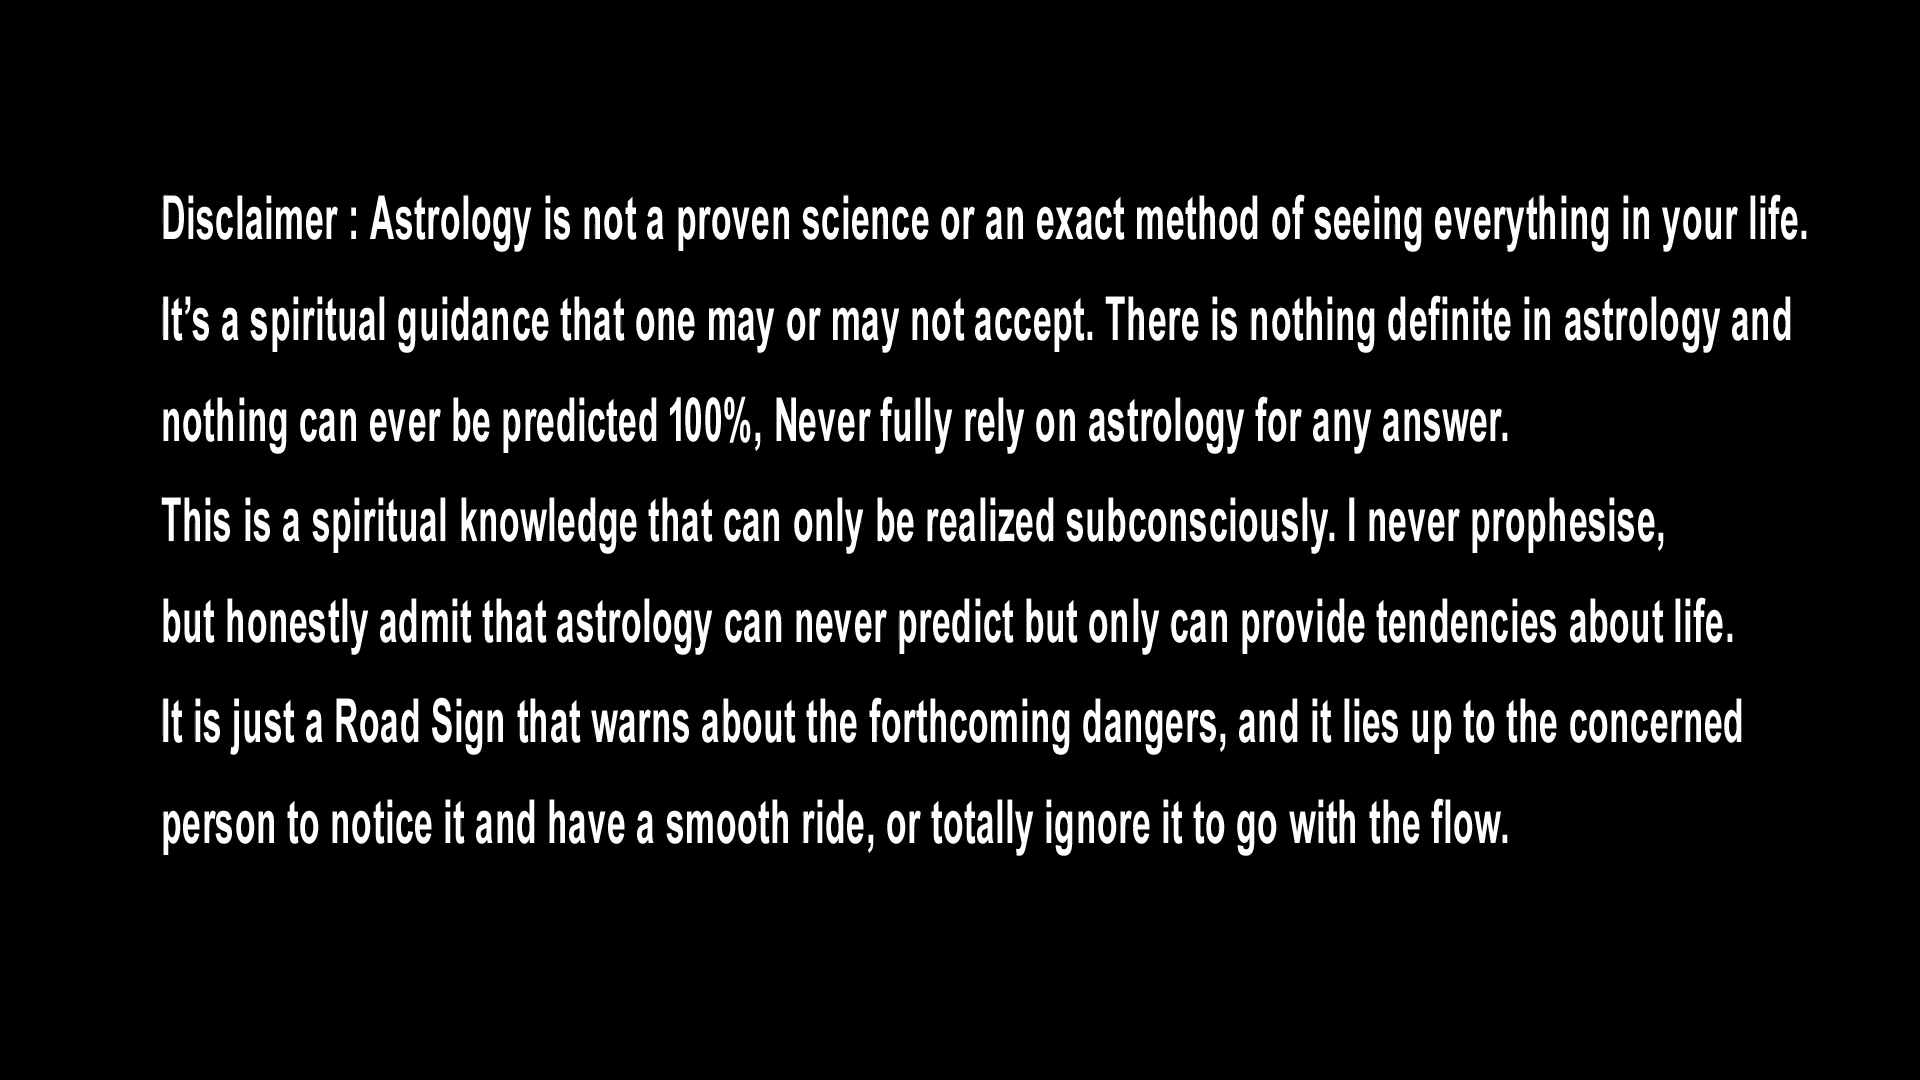 Disclaimer : Astrology is not a proven science or an exact method of seeing everything in your life.
It’s a spiritual guidance that one may or may not accept. There is nothing definite in astrology and
nothing can ever be predicted 100%, Never fully rely on astrology for any answer.
This is a spiritual knowledge that can only be realized subconsciously. I never prophesise,
but honestly admit that astrology can never predict but only can provide tendencies about life.
It is just a Road Sign that warns about the forthcoming dangers, and it lies up to the concerned
person to notice it and have a smooth ride, or totally ignore it to go with the flow.